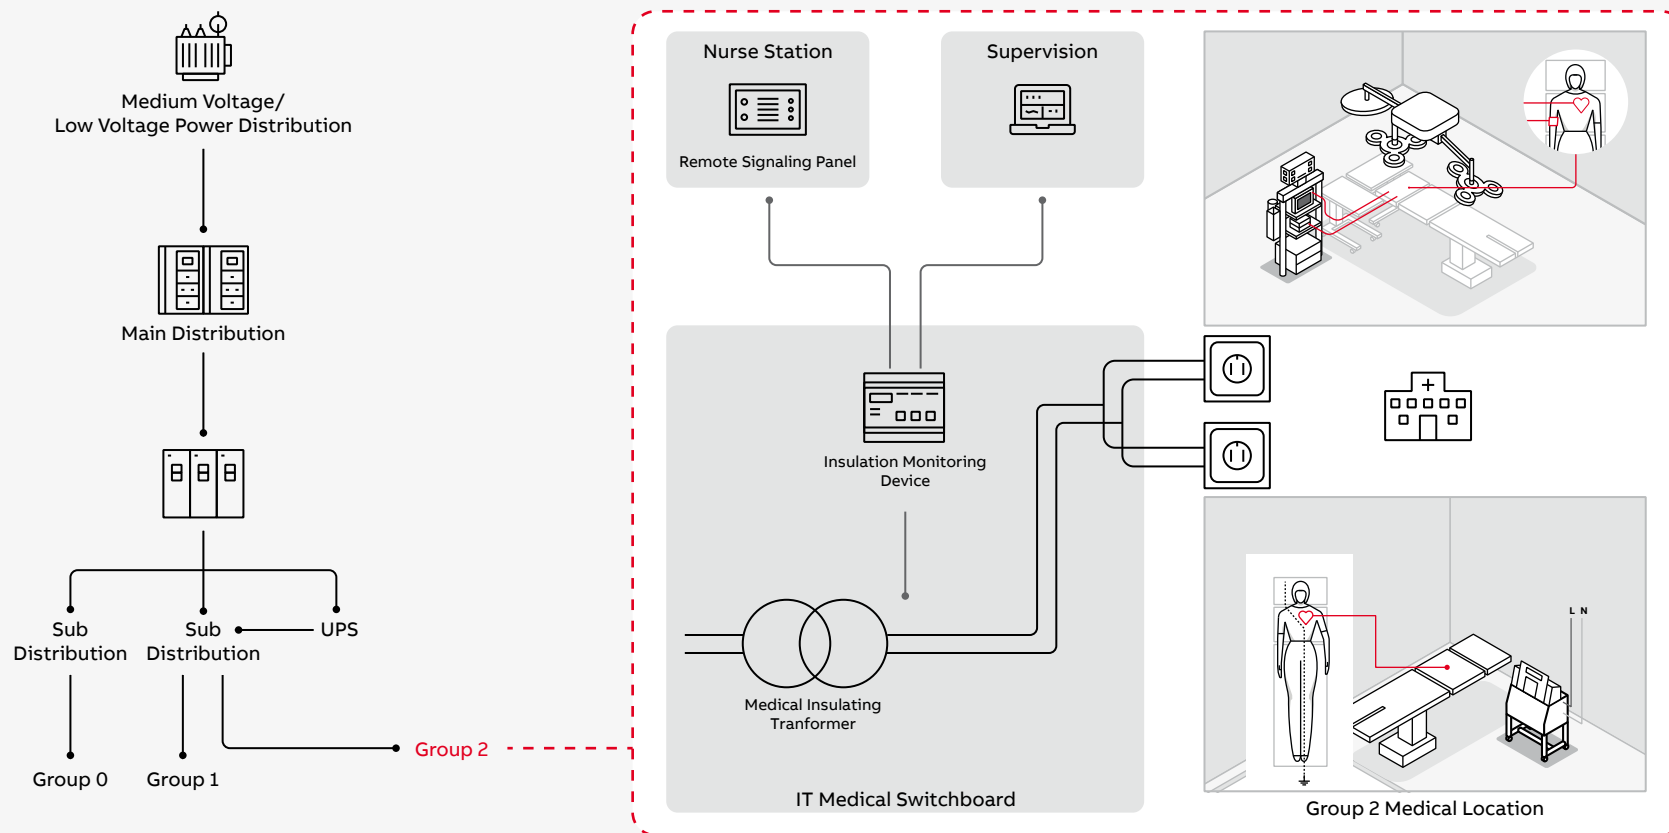 Medium Voltage/
Low Voltage Power Distribution
Main Distribution
Sub
Distribution
Sub
Distribution
UPS
Group 0
Group 1
Group 2
Nurse Station
Remote Signaling Panel
Supervision
Insulation Monitoring
Device
Medical Insulating
Tranformer
IT Medical Switchboard
L N
Group 2 Medical Location